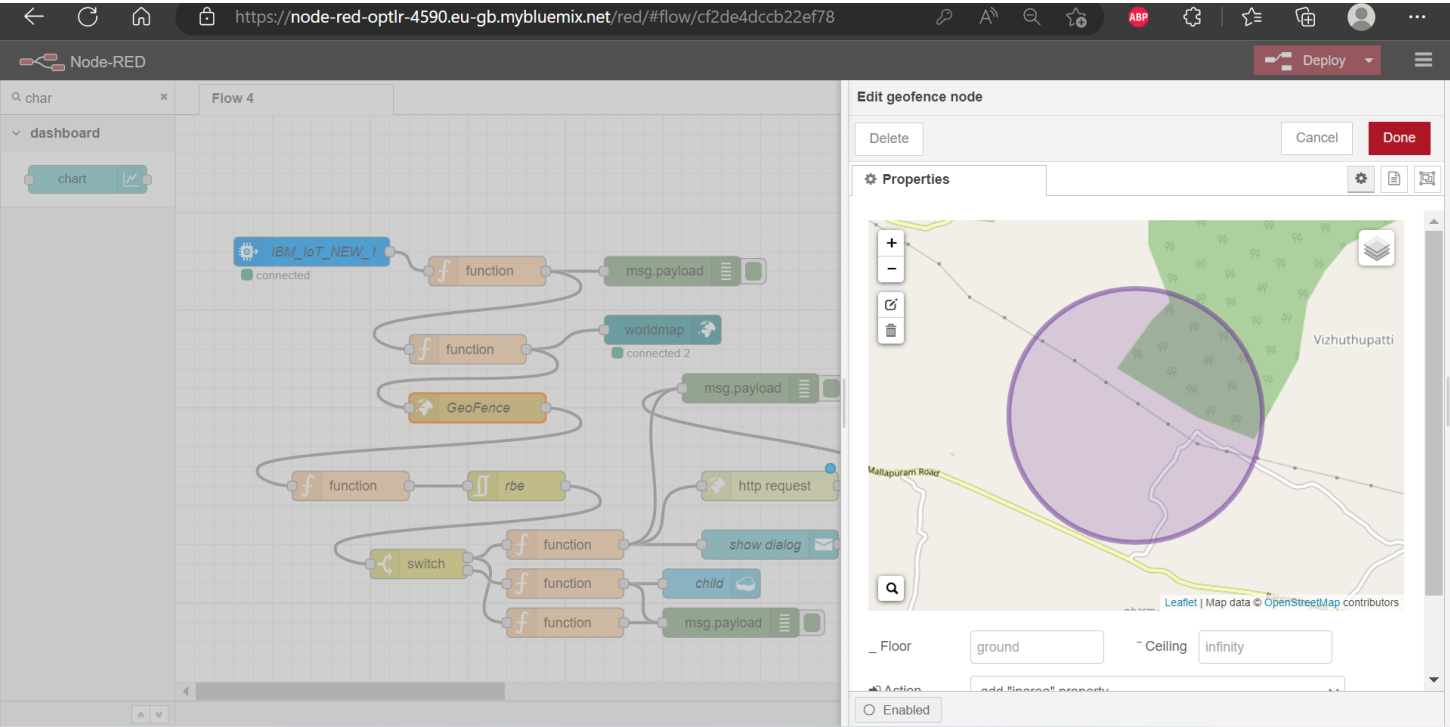 https://node-red-optlr-4590.eu-gb.mybluemix.net/red/#flow/cf2de4dccb22ef78
ABP
Node-RED
Deploy
char
Flow 4
Edit geofence node
dashboard
Delete
Cancel
Done
chart
Properties
IBM_IoT_NEW_1
connected
function
msg.payload
function
worldmap
connected 2
Vizhuthupatti
msg.payload
GeoFence
Mallapuram Road
function
rbe
http request
function
show dialog
switch
function
child
function
msg.payload
Leaflet | Map data © OpenStreetMap contributors
_ Floor
ground
Ceiling
infinity
Action
add "inarea" property
Enabled